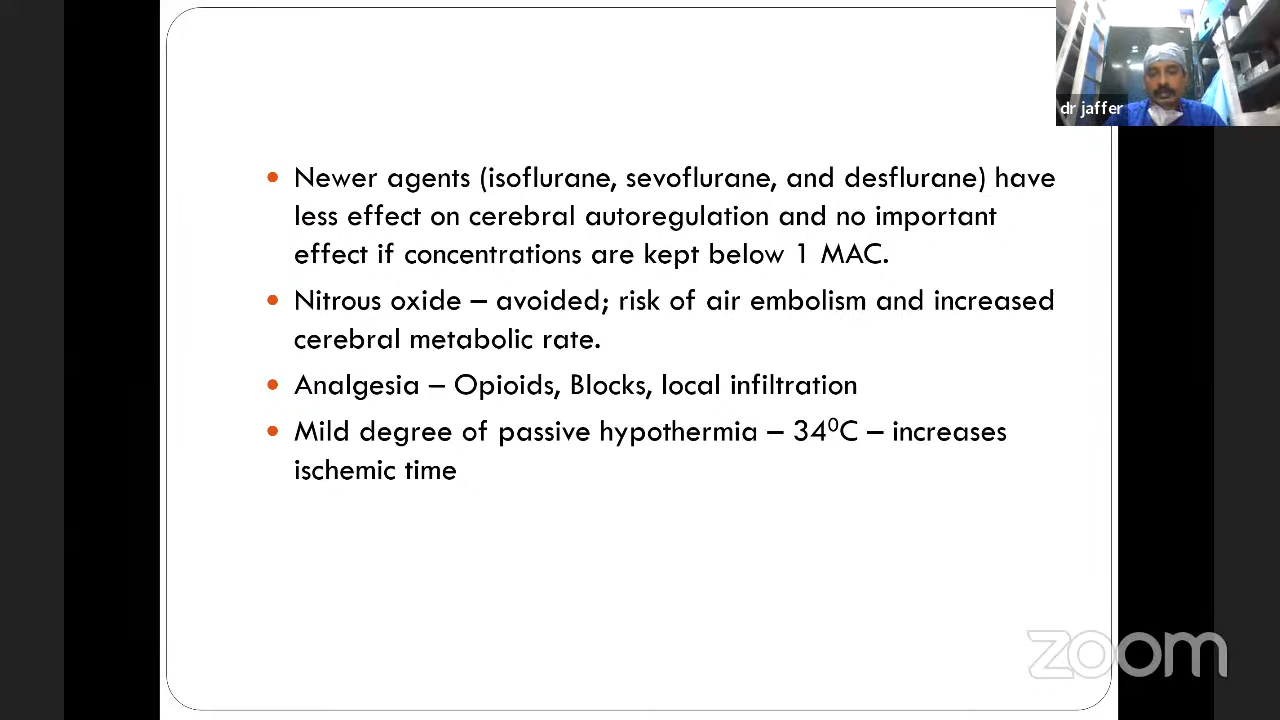 dr jaffer
• Newer agents (isoflurane, sevoflurane, and desflurane) have
less effect on cerebral autoregulation and no important
effect if concentrations are kept below 1 MAC.
• Nitrous oxide – avoided; risk of air embolism and increased
cerebral metabolic rate.
• Analgesia – Opioids, Blocks, local infiltration
• Mild degree of passive hypothermia – 34⁰C – increases
ischemic time
zoom